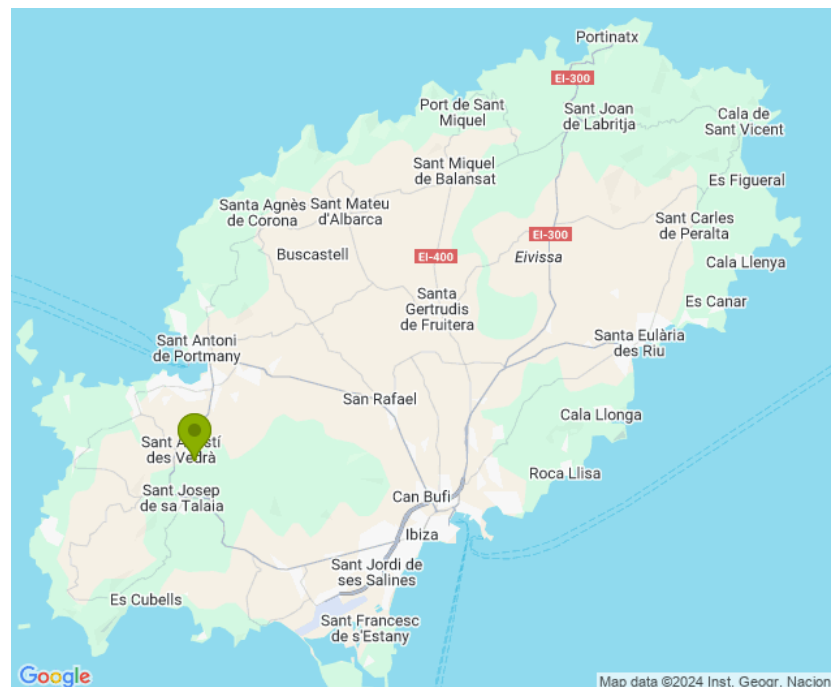 Portinatx
EI-300
Port de Sant
Miquel
Sant Joan
de Labritja
Cala de
Sant Vicent
Sant Miquel
de Balansat
Es Figueral
Santa Agnès
de Corona
Sant Mateu
d'Albarca
Sant Carles
de Peralta
EI-300
Buscastell
EI-400
Eivissa
Cala Llenya
Santa
Gertrudis
de Fruitera
Es Canar
Sant Antoni
de Portmany
Santa Eulària
des Riu
San Rafael
Cala Llonga
Sant
des Vedrà
Roca Llisa
Sant Josep
de sa Talaia
Can Bufí
Ibiza
Sant Jordi de
ses Salines
Es Cubells
Sant Francesc
de s'Estany
Google
Map data ©2024 Inst. Geogr. Nacion